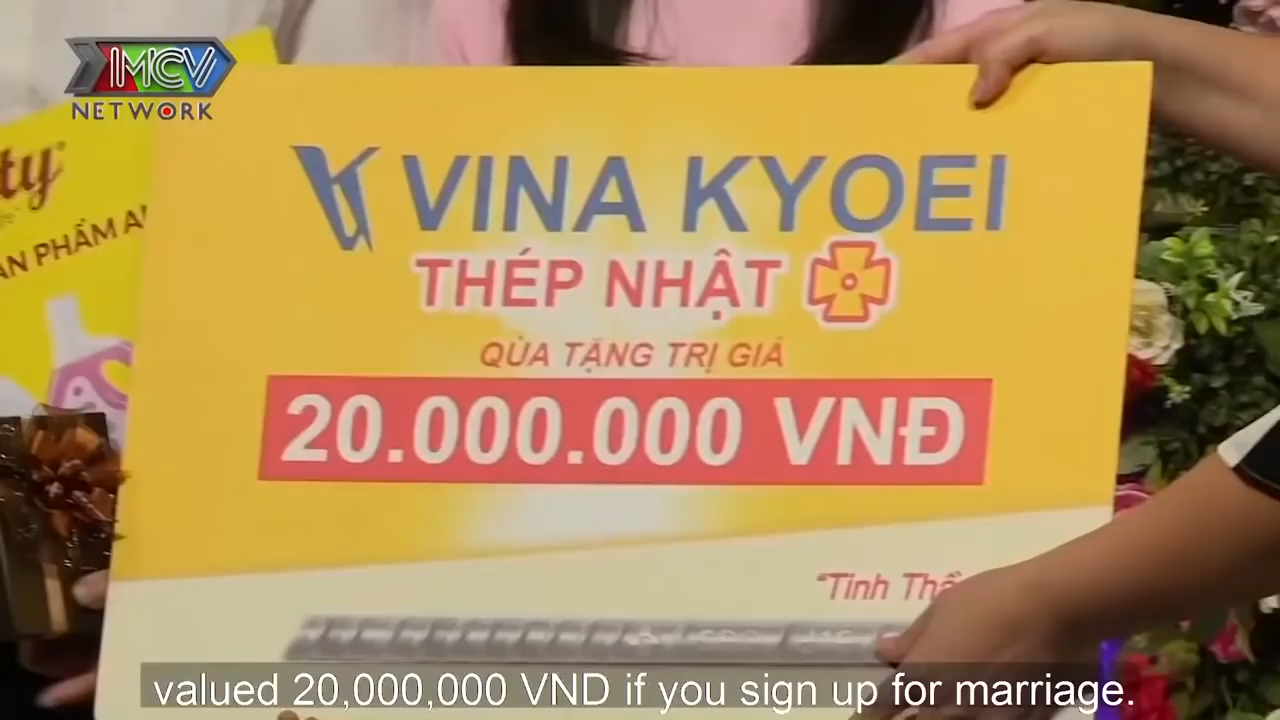 MCV
NETWORK
VINA KYOEI
THÉP NHẬT
QÙA TẶNG TRỊ GIÁ
20.000.000 VNĐ
"Tinh
valued 20,000,000 VND if you sign up for marriage.